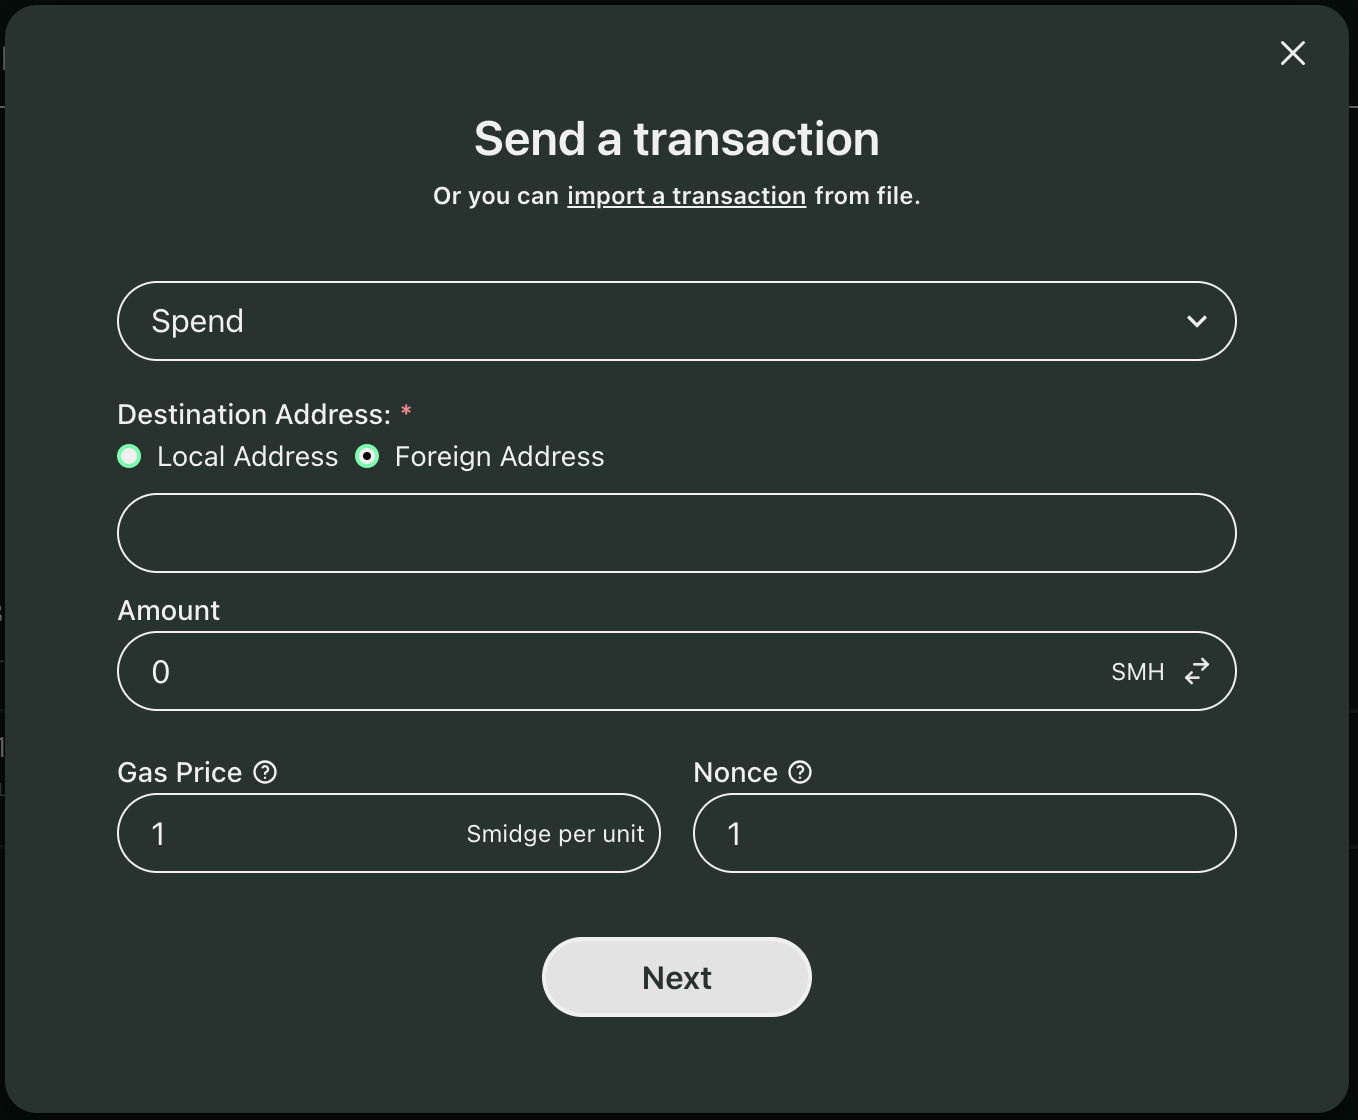 Send a transaction
Or you can import a transaction from file.
Spend
Destination Address: *
Local Address Foreign Address
Amount
0 SMH
Gas Price ? Nonce ?
1 Smidge per unit 1
Next